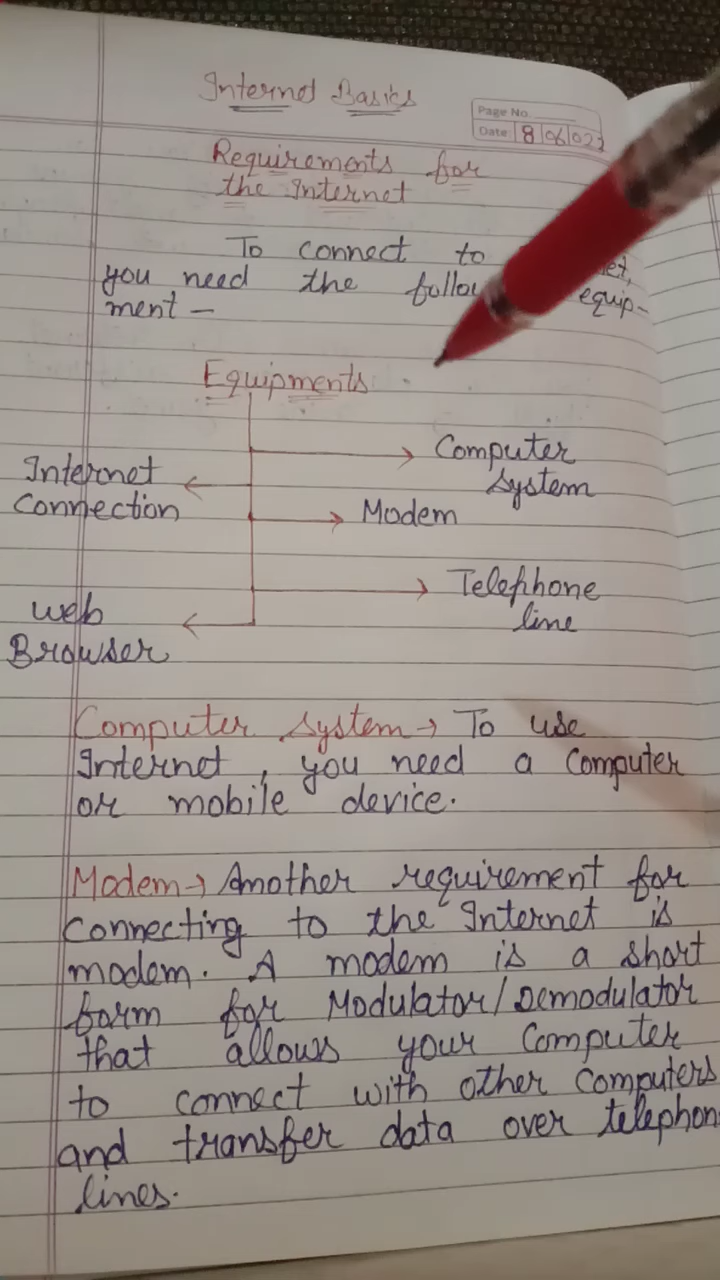 Internet Basics
Page No.
Date 8/06/022
Requirements for
the Internet
To connect to
you need the equip-
ment -
Equipments
Computer
System
Internet
Connection
Modem
Telephone
line
web
Browser
Computer System → To use
Internet, you need a Computer
or mobile device.
Modem → Another requirement for
connecting to the Internet is
modem. A modem is a short
form for Modulator/Demodulator
that allows your Computer
to connect with other Computers
and transfer data over telephon
lines.